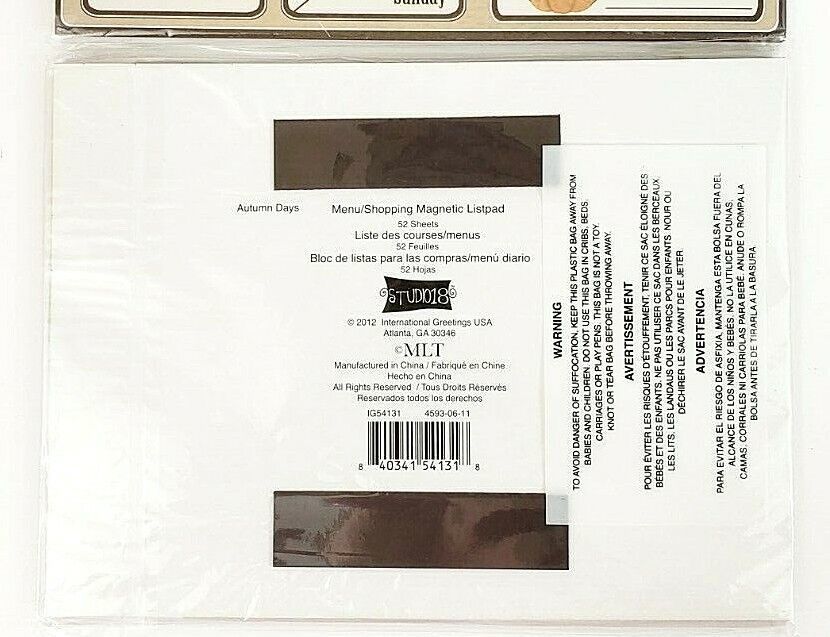 Sunday
Autumn Days
Menu/Shopping Magnetic Listpad
52 Sheets
Liste des courses/menus
52 Feuilles
Bloc de listas para las compras/menú diario
52 Hojas
STUDIO18
© 2012 International Greetings USA
Atlanta, GA 30346
©MLT
Manufactured in China / Fabriqué en Chine
Hecho en China
All Rights Reserved / Tous Droits Réservés
Reservados todos los derechos
IG54131 4593-06-11
8 40341 54131 8
WARNING
TO AVOID DANGER OF SUFFOCATION, KEEP THIS PLASTIC BAG AWAY FROM
BABIES AND CHILDREN. DO NOT USE THIS BAG IN CRIBS, BEDS,
CARRIAGES OR PLAY PENS. THIS BAG IS NOT A TOY.
KNOT OR TEAR BAG BEFORE THROWING AWAY.
AVERTISSEMENT
POUR ÉVITER LES RISQUES D'ÉTOUFFEMENT, TENIR CE SAC ÉLOIGNÉ DES
BÉBÉS ET DES ENFANTS. NE PAS UTILISER CE SAC DANS LES BERCEAUX,
LES LITS, LES LANDAUS OU LES PARCS POUR ENFANTS. NOUR OU
DÉCHIRER LE SAC AVANT DE LE JETER.
ADVERTENCIA
PARA EVITAR EL RIESGO DE ASFIXIA, MANTENGA ESTA BOLSA FUERA DEL
ALCANCE DE LOS NIÑOS Y BEBÉS. NO LA UTILICE EN CUNAS,
CAMAS, CORRALES NI CARRIOLAS PARA BEBÉ. ANUDE O ROMPA LA
BOLSA ANTES DE TIRARLA A LA BASURA